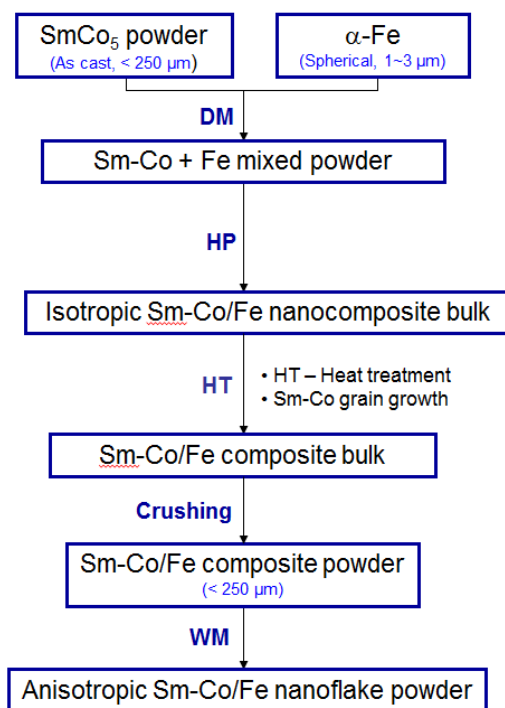 SmCo₅ powder
(As cast, < 250 µm)
α-Fe
(Spherical, 1~3 µm)
DM
Sm-Co + Fe mixed powder
HP
Isotropic Sm-Co/Fe nanocomposite bulk
HT
• HT – Heat treatment
• Sm-Co grain growth
Sm-Co/Fe composite bulk
Crushing
Sm-Co/Fe composite powder
(< 250 µm)
WM
Anisotropic Sm-Co/Fe nanoflake powder